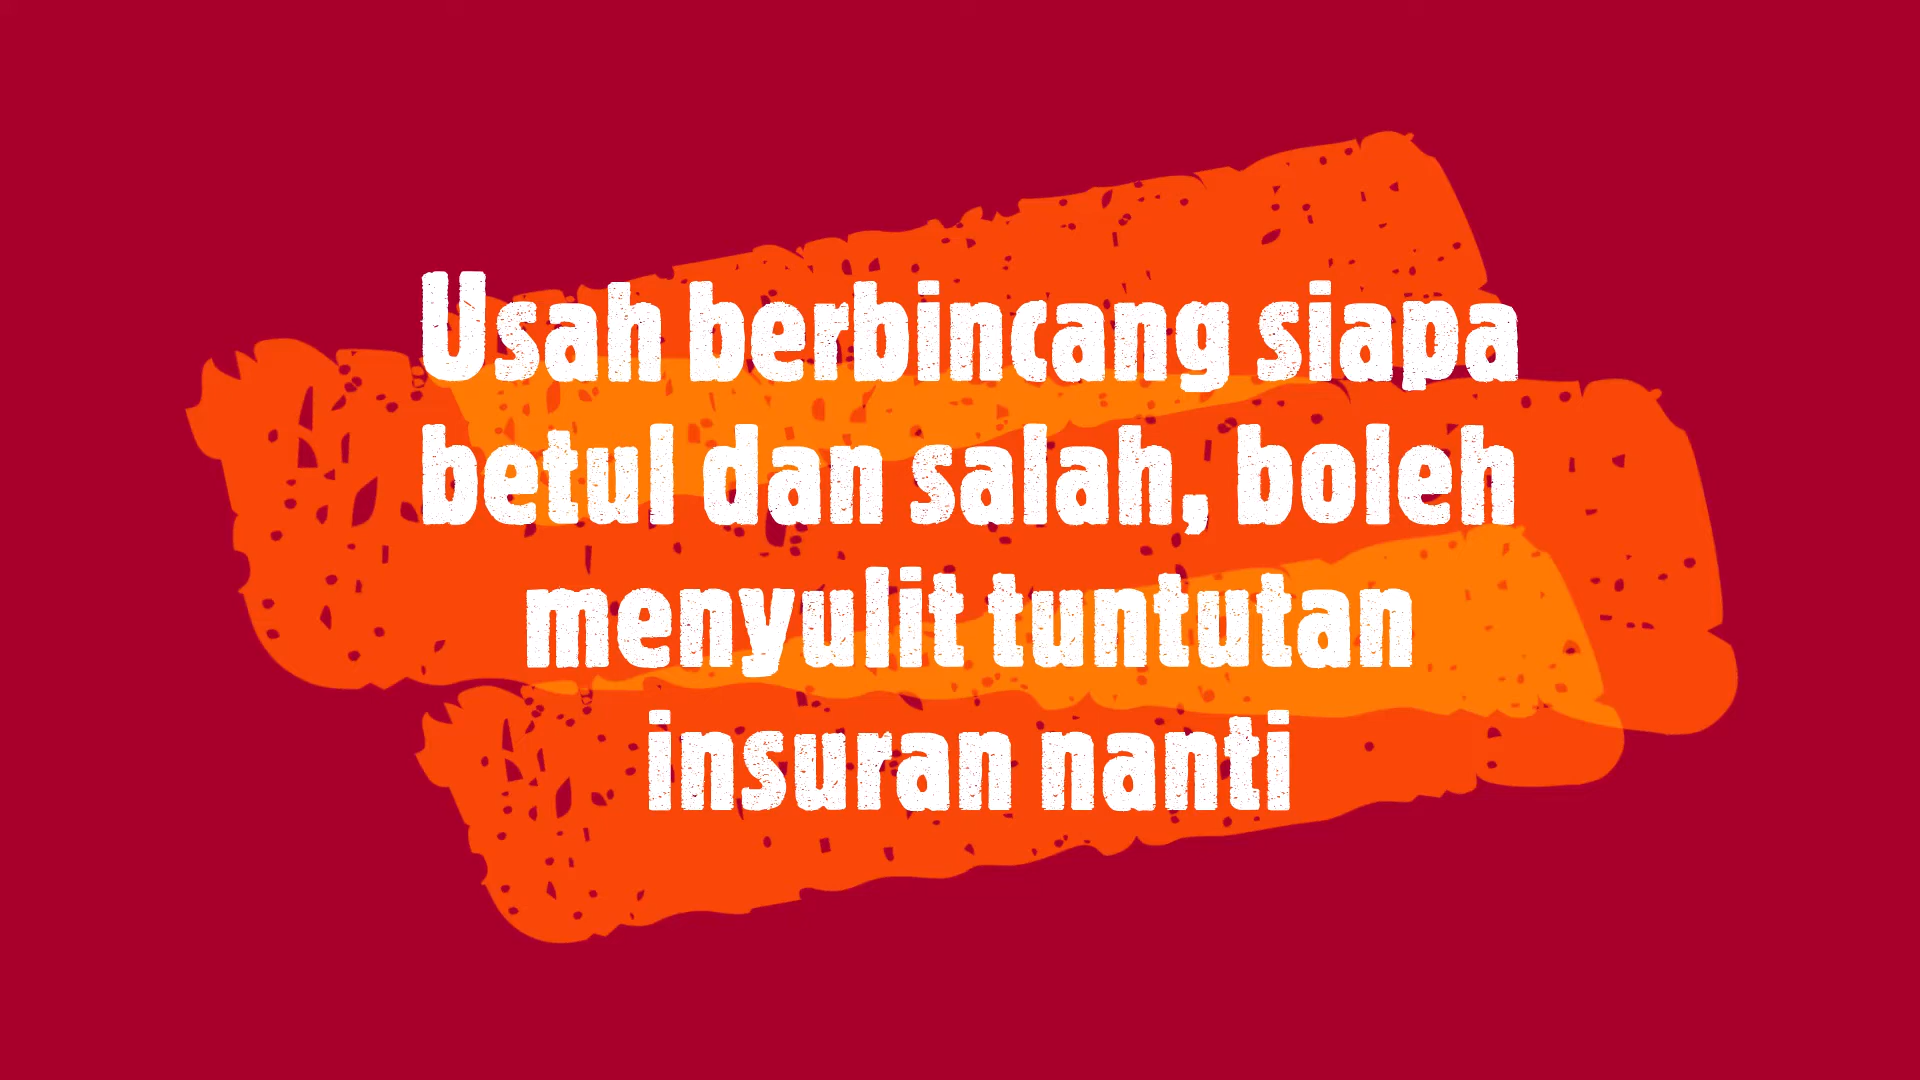 Usah berbincang siapa
betul dan salah, boleh
menyulit tuntutan
insuran nanti